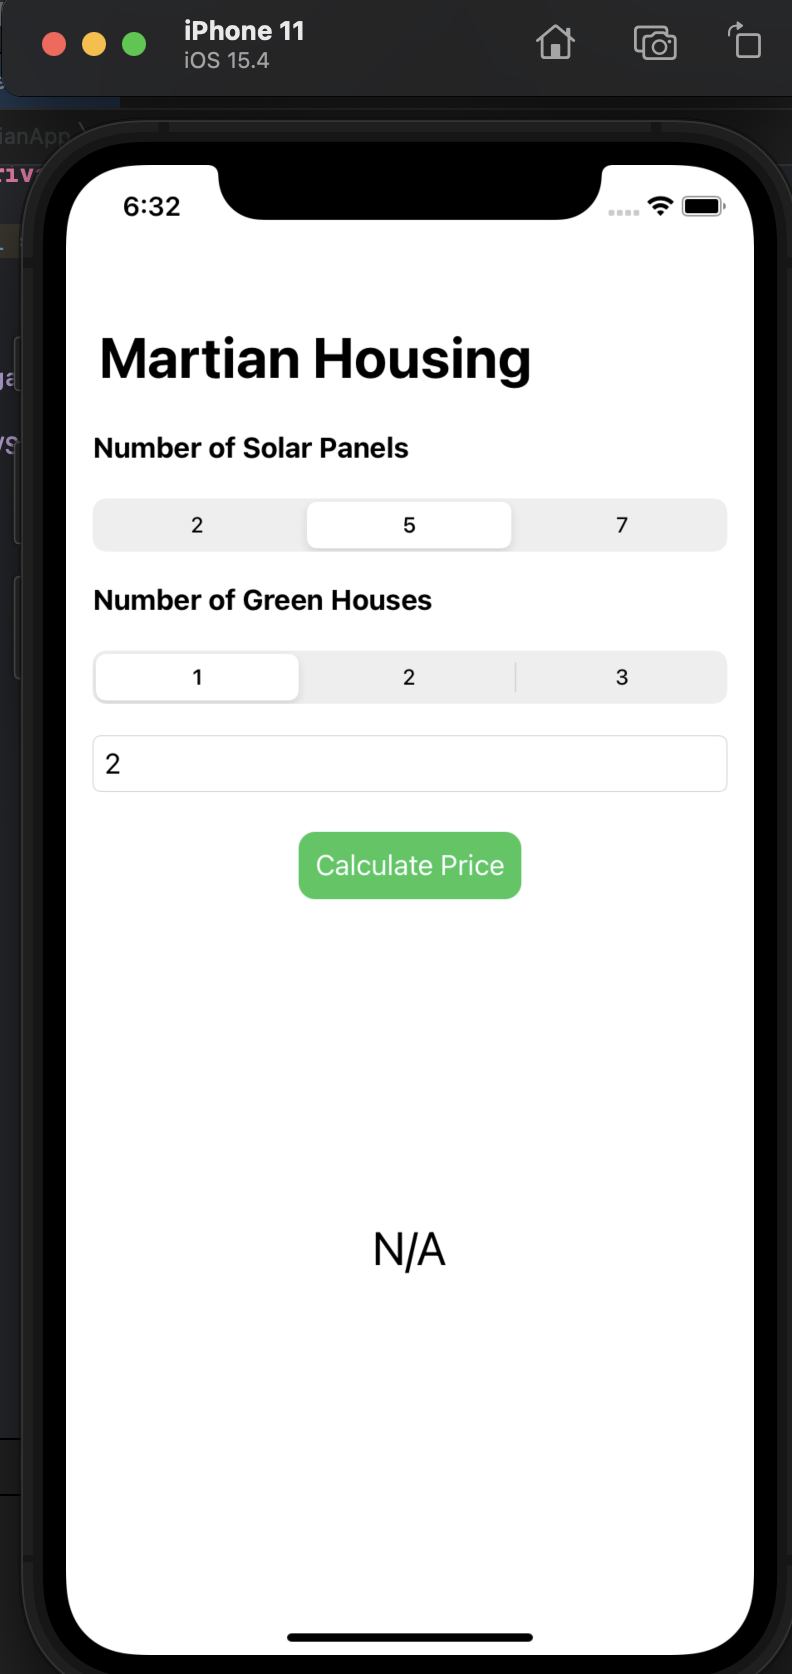 iPhone 11
iOS 15.4
ianApp
riv
6:32
Martian Housing
Number of Solar Panels
2 5 7
Number of Green Houses
1 2 3
2
Calculate Price
N/A